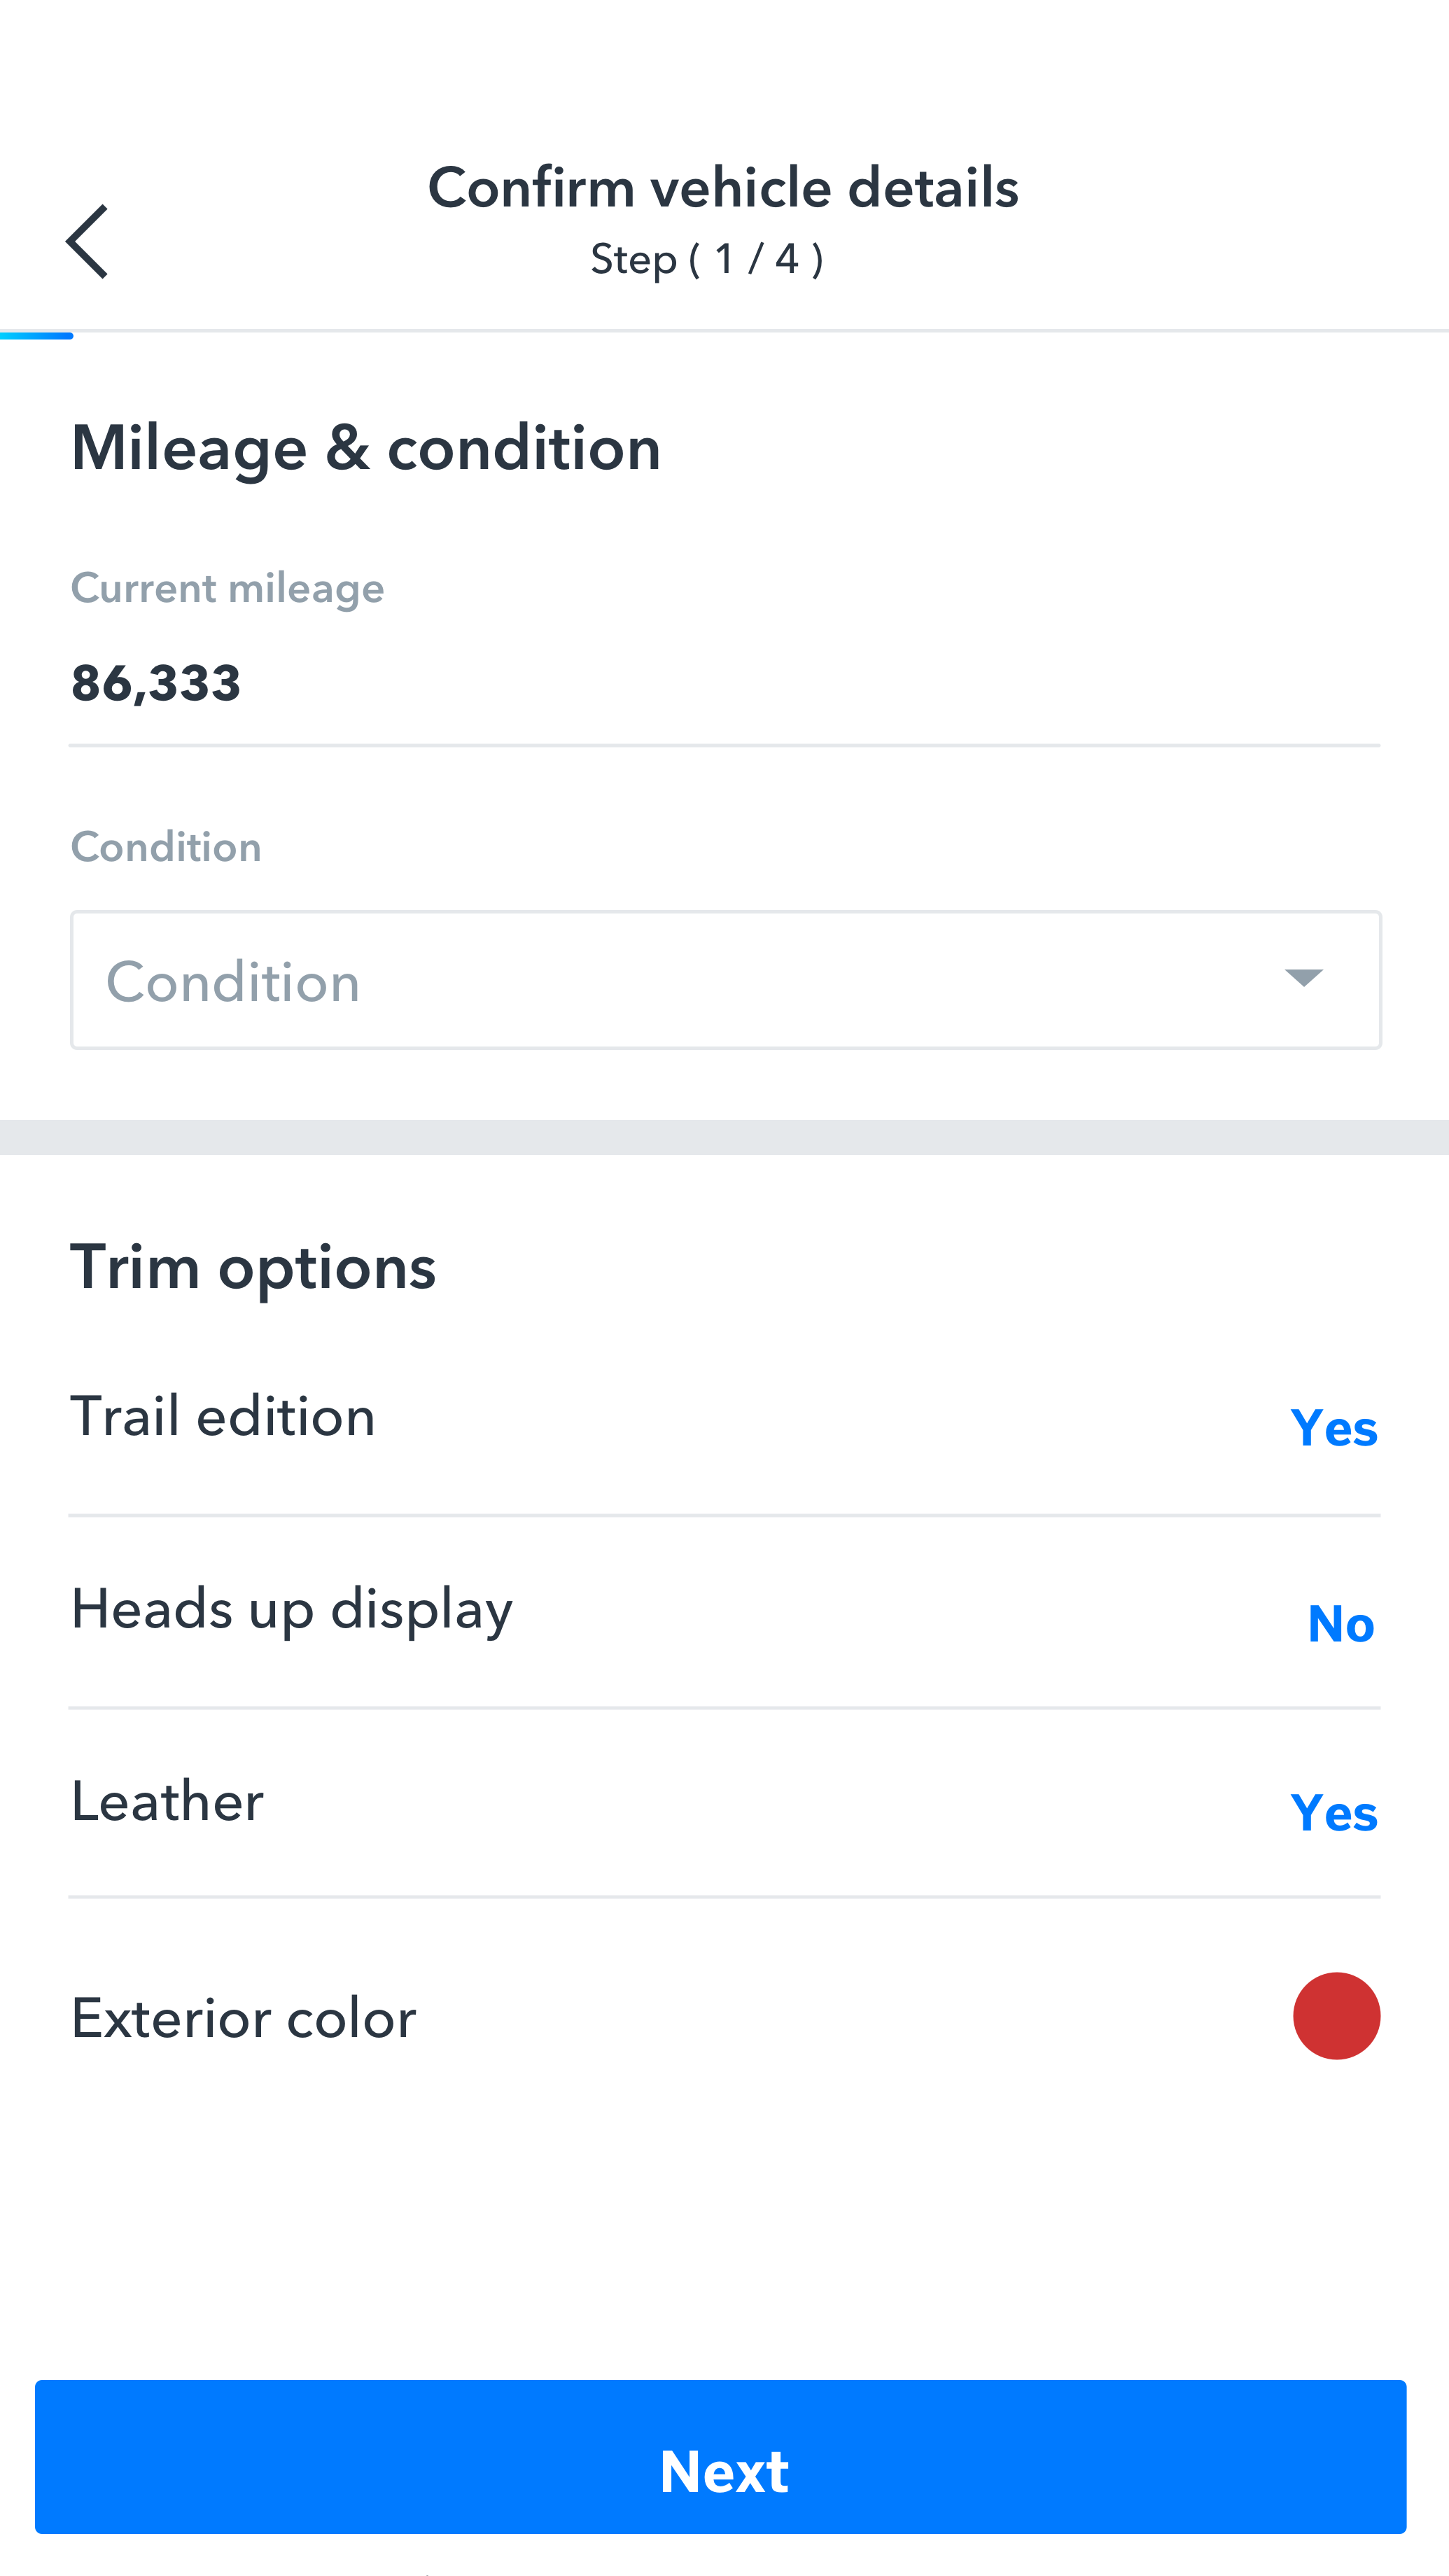 Confirm vehicle details
Step ( 1 / 4 )
Mileage & condition
Current mileage
86,333
Condition
Condition
Trim options
Trail edition
Yes
Heads up display
No
Leather
Yes
Exterior color
Next